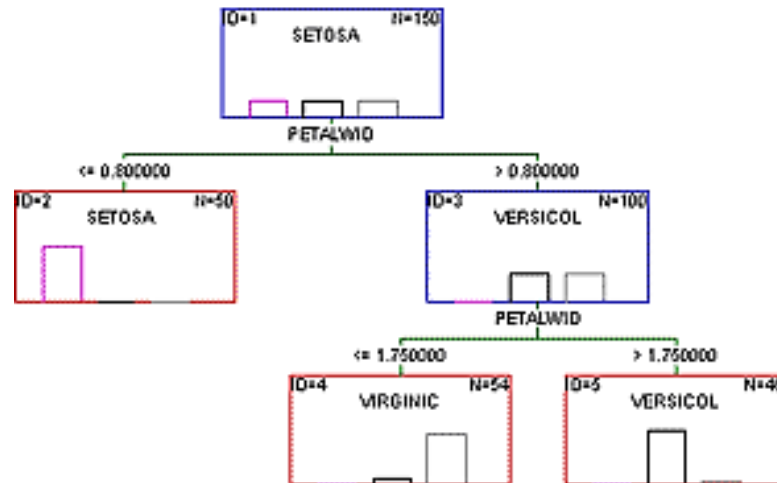 ID=1 N=150
SETOSA
PETALWID
<= 0.800000 > 0.800000
ID=2 N=50
SETOSA
ID=3 N=100
VERSICOL
PETALWID
<= 1.750000 > 1.750000
ID=4 N=54
VIRGINIC
ID=5
VERSICOL